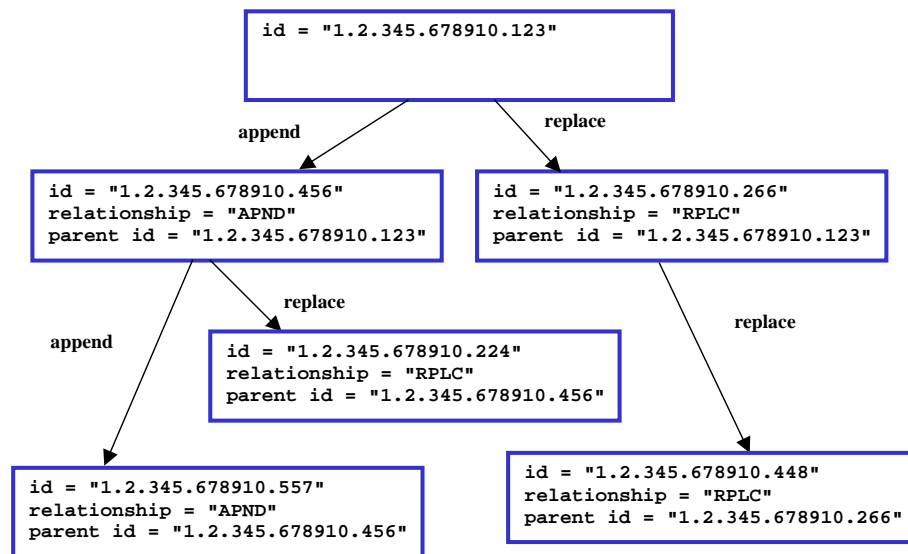 id = "1.2.345.678910.123"
append
replace
id = "1.2.345.678910.456"
relationship = "APND"
parent id = "1.2.345.678910.123"
id = "1.2.345.678910.266"
relationship = "RPLC"
parent id = "1.2.345.678910.123"
append
replace
replace
id = "1.2.345.678910.224"
relationship = "RPLC"
parent id = "1.2.345.678910.456"
id = "1.2.345.678910.557"
relationship = "APND"
parent id = "1.2.345.678910.456"
id = "1.2.345.678910.448"
relationship = "RPLC"
parent id = "1.2.345.678910.266"